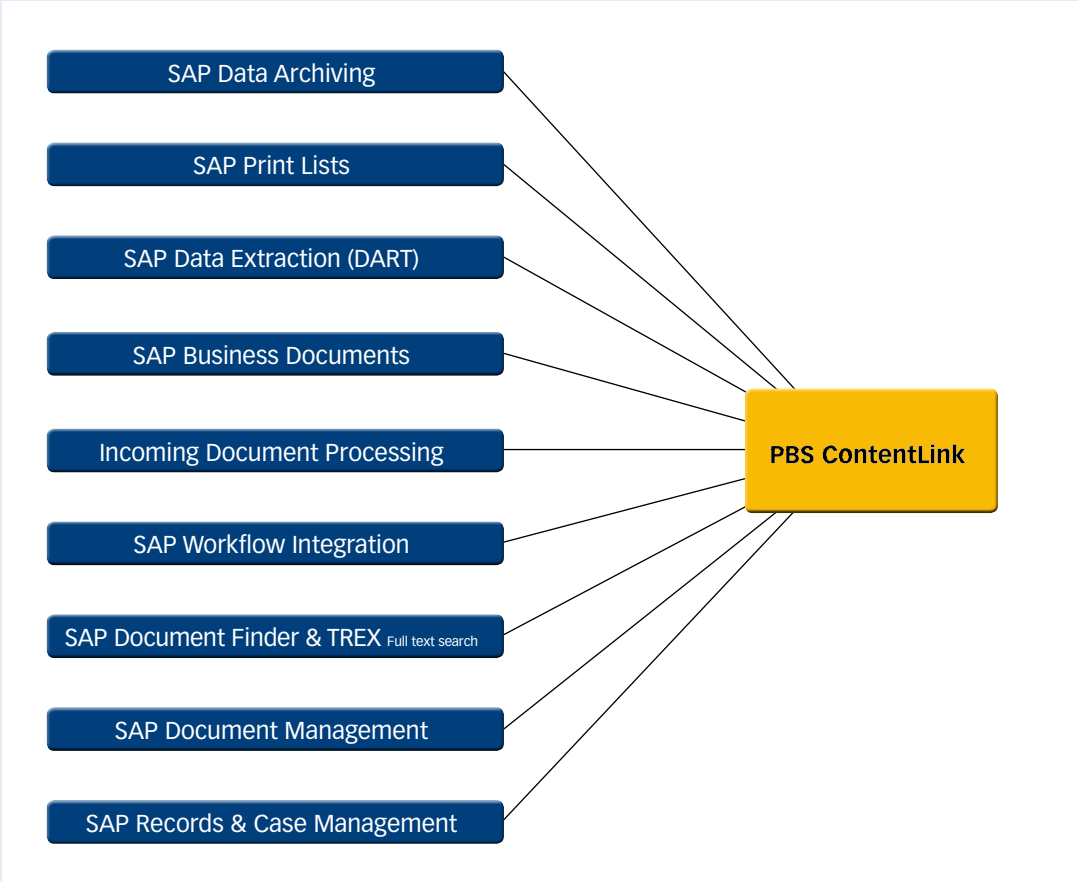 SAP Data Archiving
SAP Print Lists
SAP Data Extraction (DART)
SAP Business Documents
Incoming Document Processing
PBS ContentLink
SAP Workflow Integration
SAP Document Finder & TREX Full text search
SAP Document Management
SAP Records & Case Management